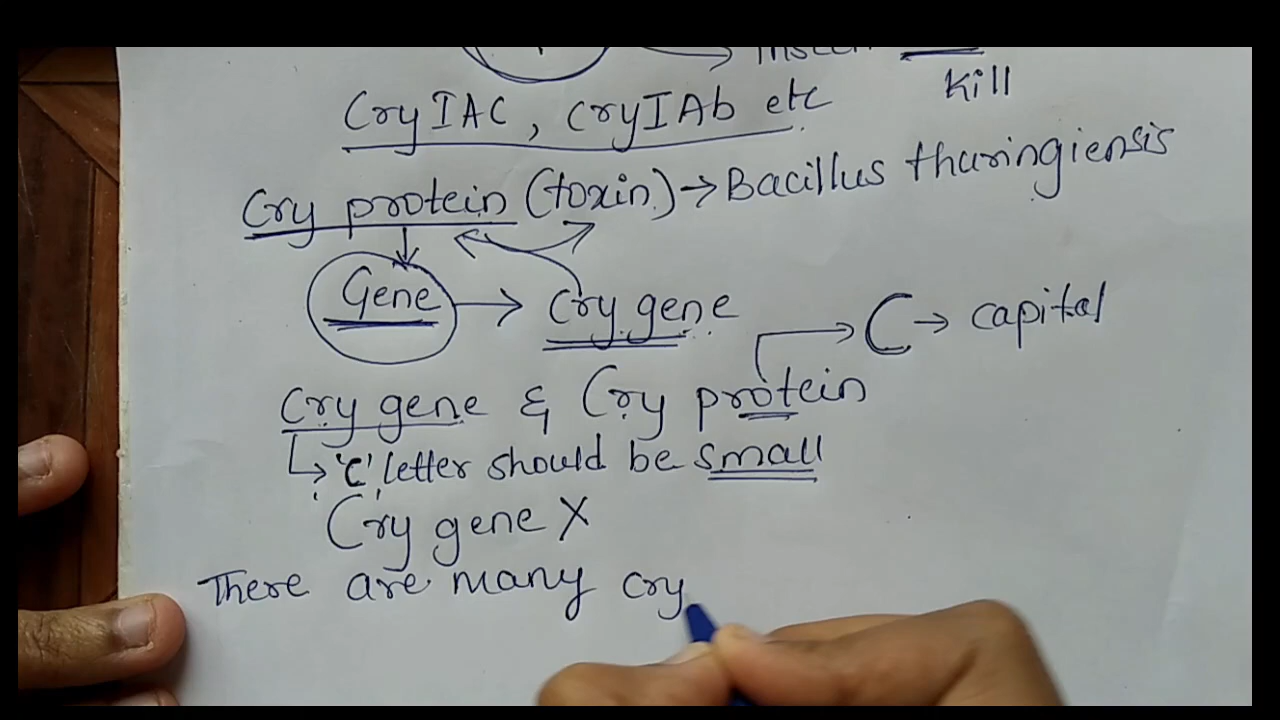 kill
CryIAC, cryIAb etc
Cry protein (toxin) → Bacillus thuringiensis
Gene → cry gene
C → capital
cry gene & Cry protein
'C' letter should be small
Cry gene X
There are many cry